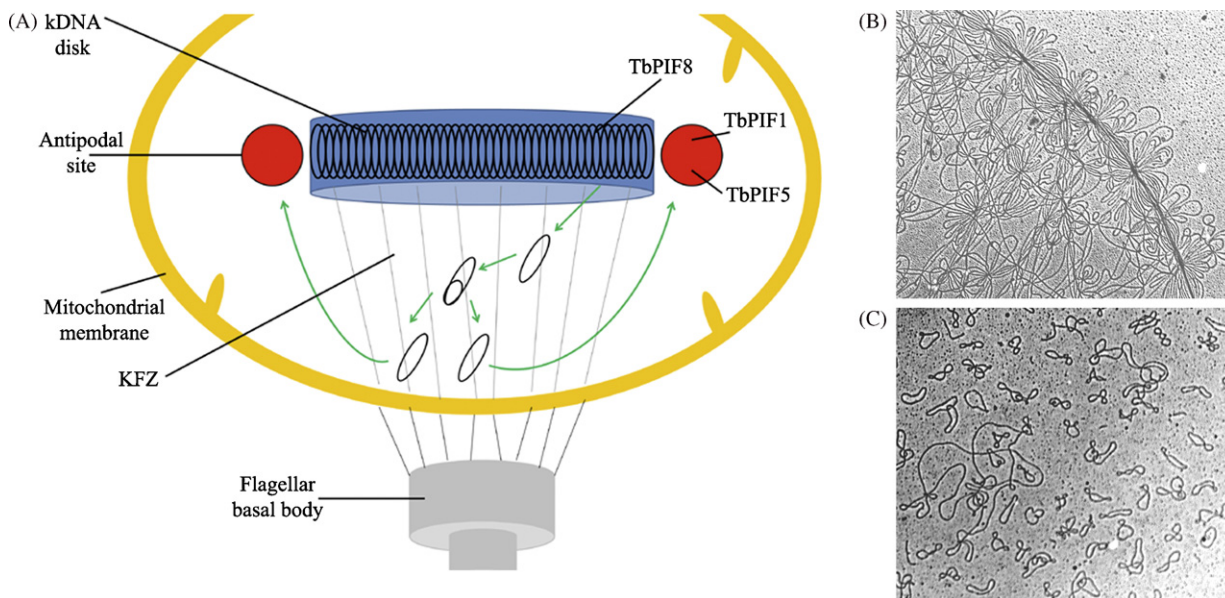 (A)
kDNA
disk
TbPIF8
TbPIF1
TbPIF5
Antipodal
site
Mitochondrial
membrane
KFZ
Flagellar
basal body
(B)
(C)